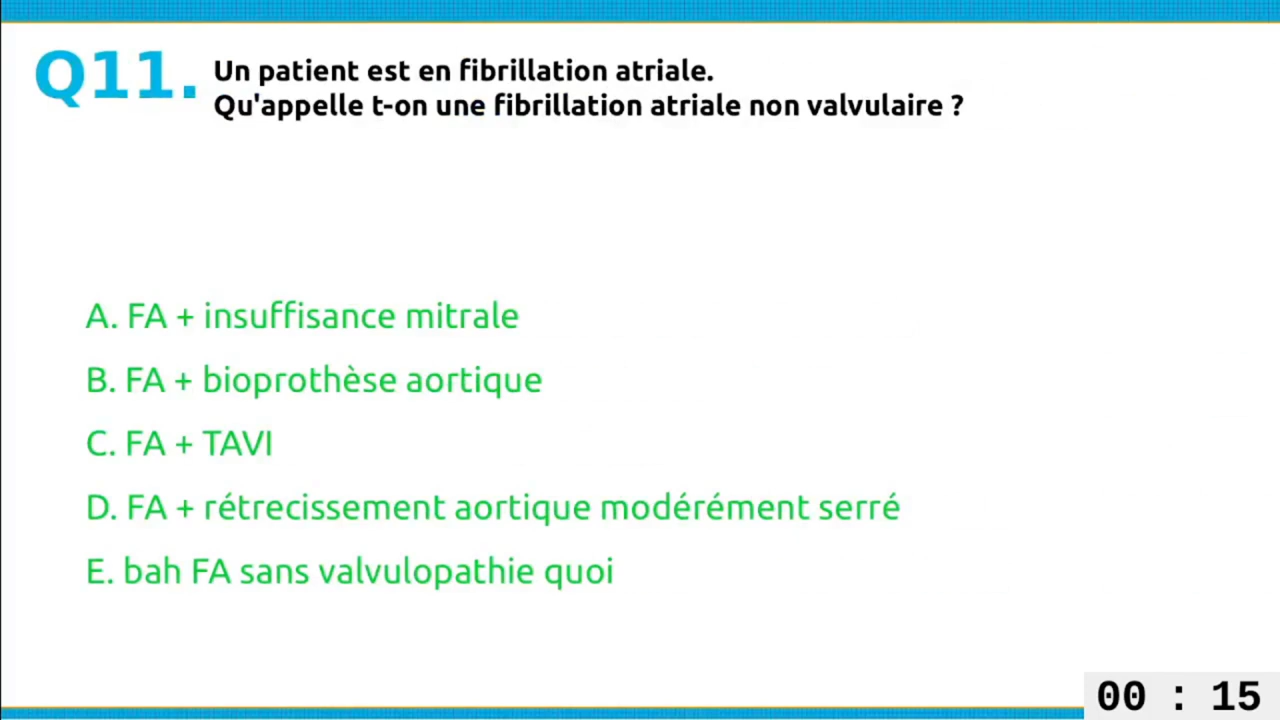 Q11.
Un patient est en fibrillation atriale.
Qu'appelle t-on une fibrillation atriale non valvulaire ?
A. FA + insuffisance mitrale
B. FA + bioprothèse aortique
C. FA + TAVI
D. FA + rétrecissement aortique modérément serré
E. bah FA sans valvulopathie quoi
00 : 15